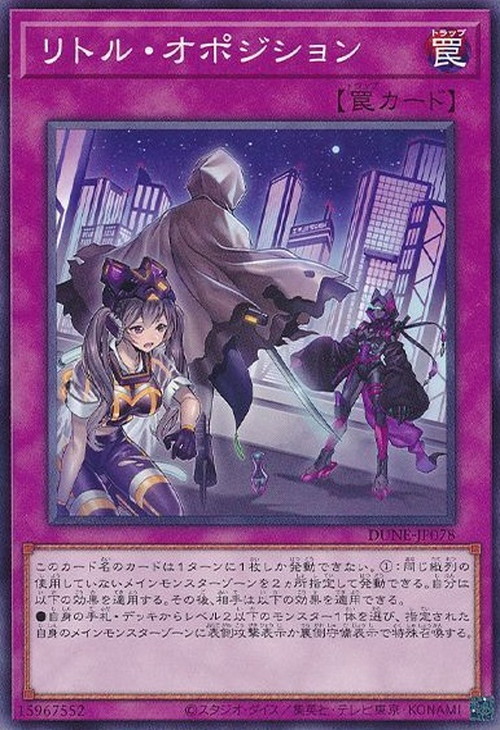 リトル・オポジション
トラップ
罠
トラップ
【罠カード】
DUNE-JP078
このカード名のカードは１ターンに１枚しか発動できない。①：同じ縦列の
使用していないメインモンスターゾーンを２ヵ所指定して発動できる。自分は
以下の効果を適用する。その後、相手は以下の効果を適用できる。
●自身の手札・デッキからレベル２以下のモンスター１体を選び、指定された
自身のメインモンスターゾーンに表側攻撃表示か裏側守備表示で特殊召喚する。
15967552
©スタジオ・ダイス／集英社・テレビ東京・KONAMI